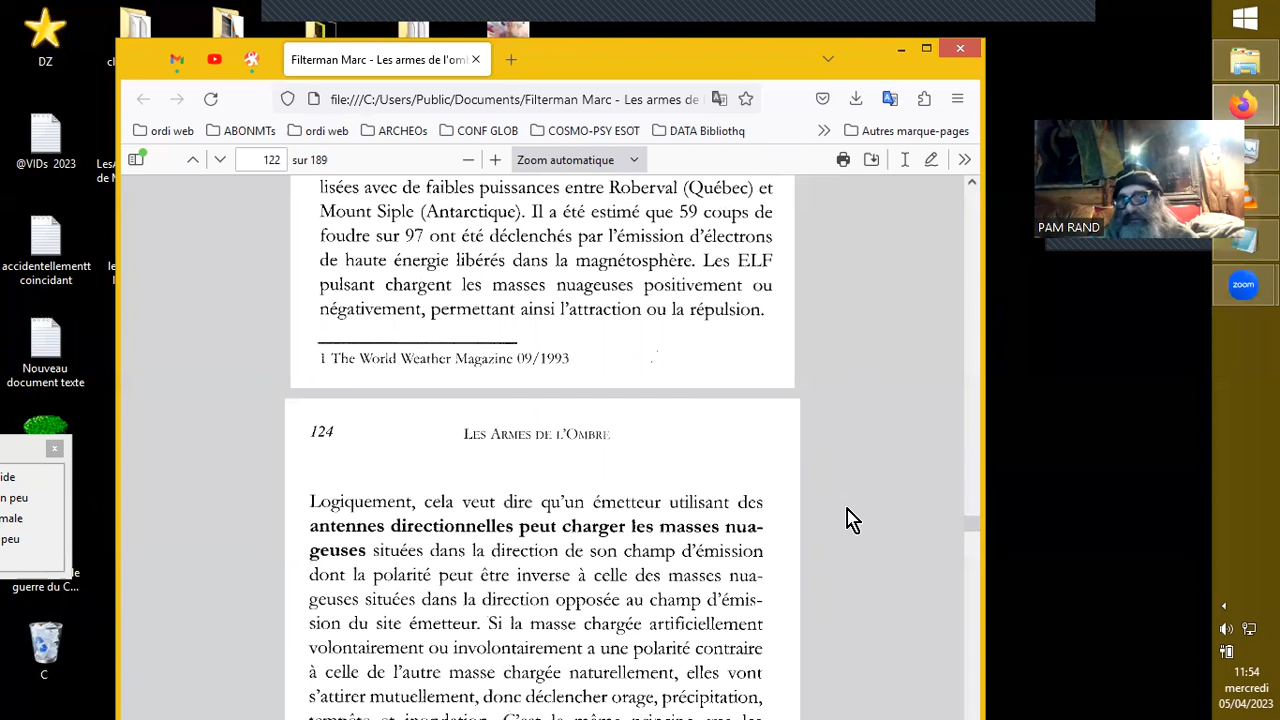 DZ
@VIDs 2023
accidentellementt
coincidant
Nouveau
document texte
ide
n peu
male
peu
guerre du C...
C
Filterman Marc - Les armes de l'om
file:///C:/Users/Public/Documents/Filterman Marc - Les armes de
ordi web
ABONMTs
ordi web
ARCHEOs
CONF GLOB
COSMO-PSY ESOT
DATA Bibliothq
Autres marque-pages
122 sur 189
Zoom automatique
lisées avec de faibles puissances entre Roberval (Québec) et
Mount Siple (Antarctique). Il a été estimé que 59 coups de
foudre sur 97 ont été déclenchés par l'émission d'électrons
de haute énergie libérés dans la magnétosphère. Les ELF
pulsant chargent les masses nuageuses positivement ou
négativement, permettant ainsi l'attraction ou la répulsion.
1 The World Weather Magazine 09/1993
124 LES ARMES DE L'OMBRE
Logiquement, cela veut dire qu'un émetteur utilisant des
antennes directionnelles peut charger les masses nua-
geuses situées dans la direction de son champ d'émission
dont la polarité peut être inverse à celle des masses nua-
geuses situées dans la direction opposée au champ d'émis-
sion du site émetteur. Si la masse chargée artificiellement
volontairement ou involontairement a une polarité contraire
à celle de l'autre masse chargée naturellement, elles vont
s'attirer mutuellement, donc déclencher orage, précipitation,
PAM RAND
zoom
11:54
mercredi
05/04/2023